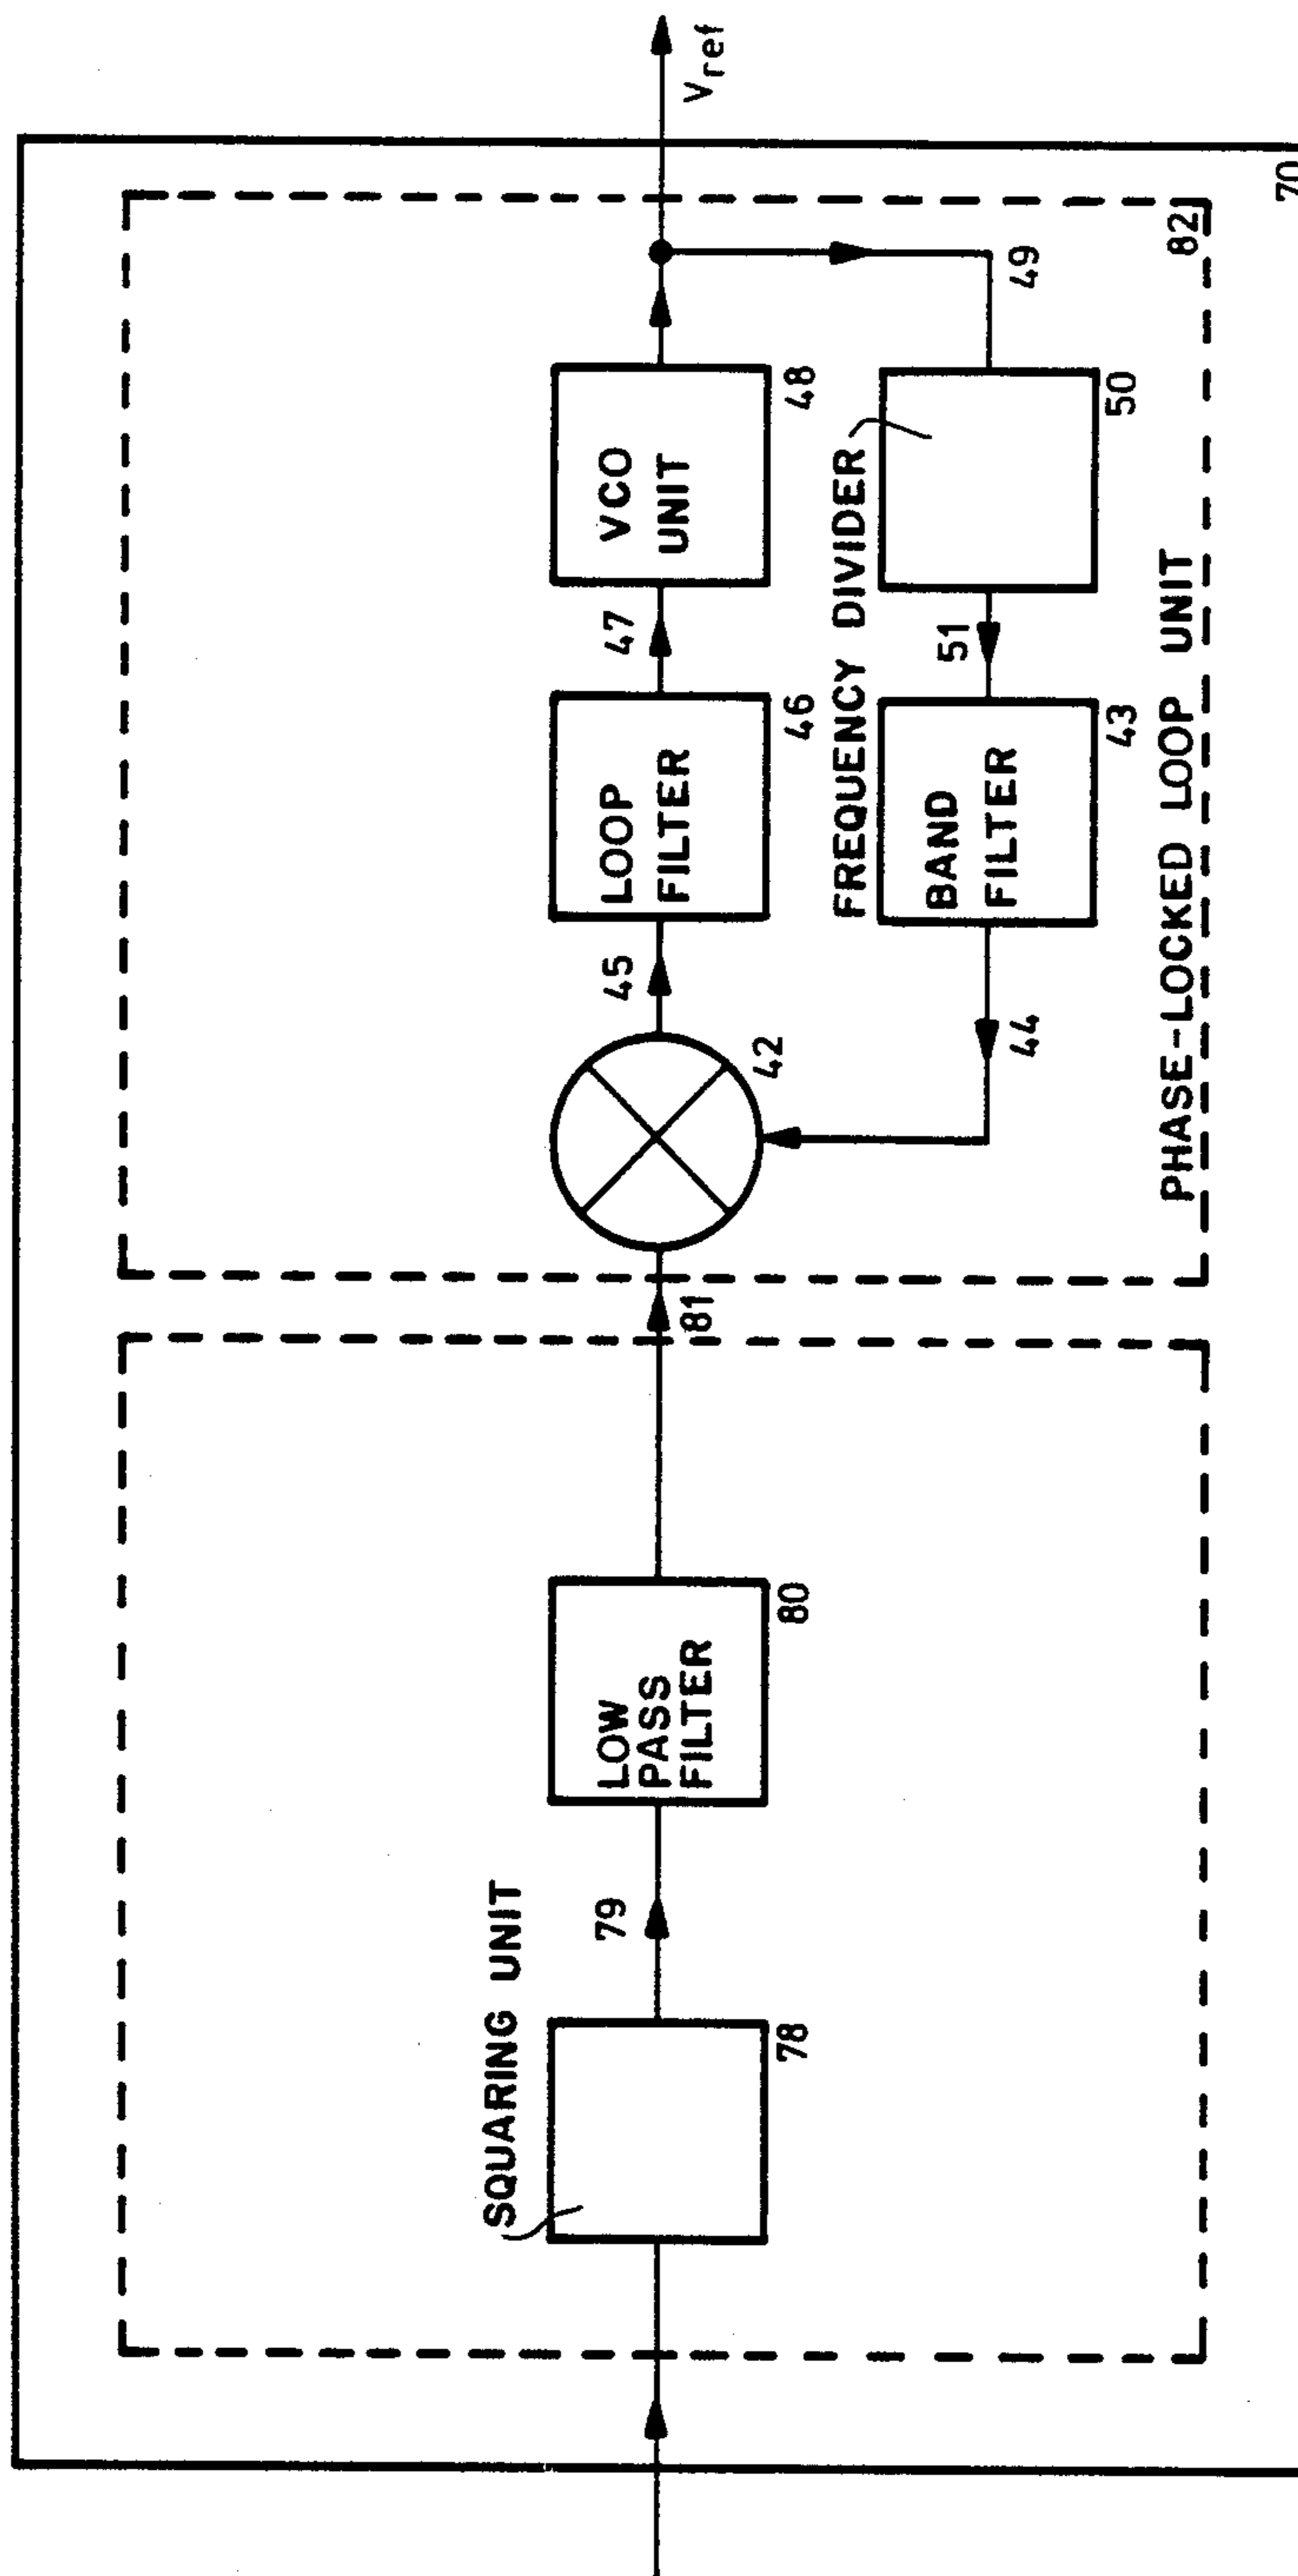 SQUARING UNIT
78
79
LOW
PASS
FILTER
80
81
42
45
LOOP
FILTER
46
47
VCO
UNIT
48
Vref
49
FREQUENCY DIVIDER
50
51
BAND
FILTER
43
44
PHASE-LOCKED LOOP UNIT
82
70